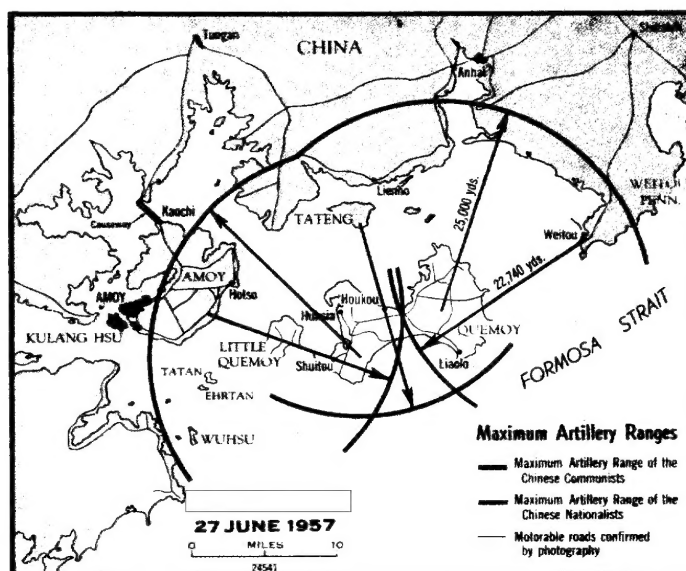 Tungan
CHINA
Anhai
Lienho
WEITOU
PENN.
Weitou
Kaochi
Causeway
TATENG
25,000 yds.
22,740 yds.
AMOY
AMOY
Hotso
KULANG HSU
Houkou
Hunsia
QUEMOY
LITTLE
QUEMOY
Shuitou
Liaolo
TATAN
EHRTAN
WUHSU
FORMOSA STRAIT
Maximum Artillery Ranges
Maximum Artillery Range of the
Chinese Communists
Maximum Artillery Range of the
Chinese Nationalists
Motorable roads confirmed
by photography
27 JUNE 1957
0 MILES 10
24541